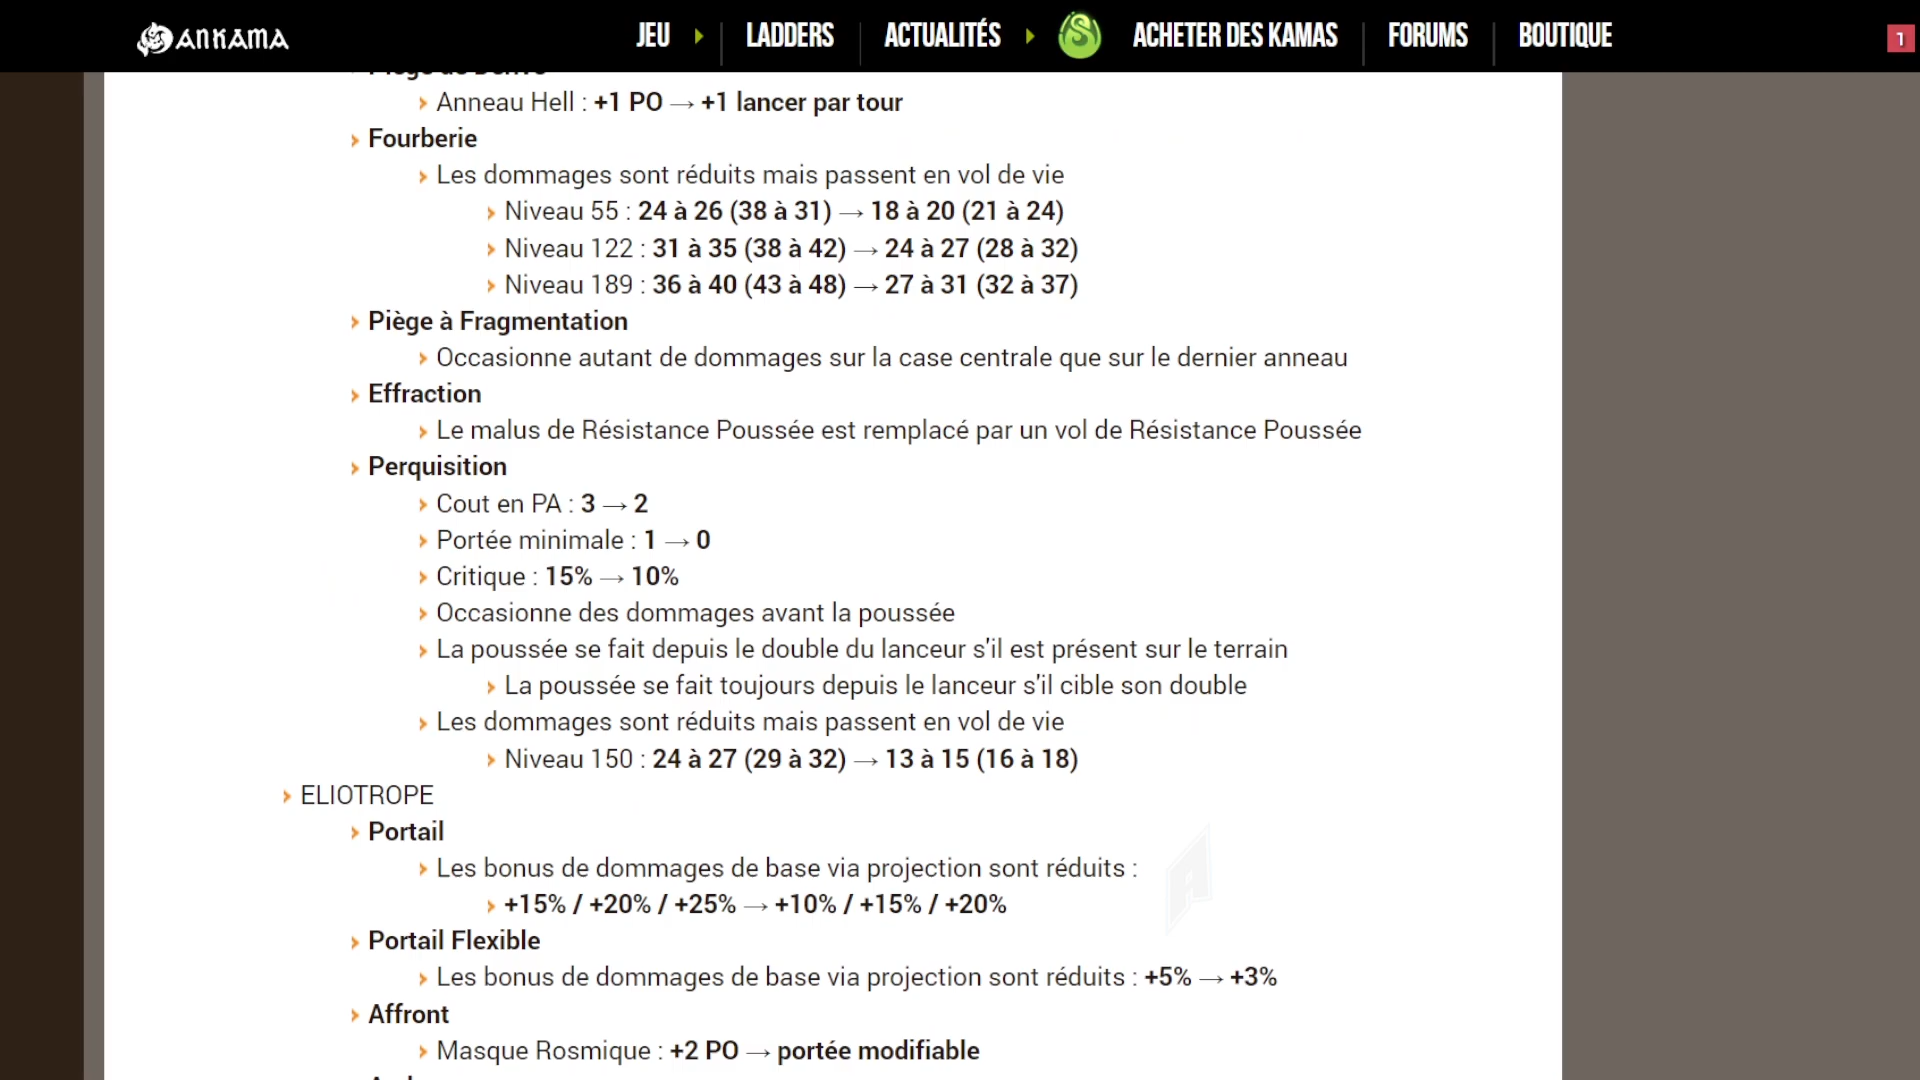 ANKAMA
JEU
LADDERS
ACTUALITÉS
ACHETER DES KAMAS
FORUMS
BOUTIQUE
1
Anneau Hell : +1 PO → +1 lancer par tour
Fourberie
Les dommages sont réduits mais passent en vol de vie
Niveau 55 : 24 à 26 (38 à 31) → 18 à 20 (21 à 24)
Niveau 122 : 31 à 35 (38 à 42) → 24 à 27 (28 à 32)
Niveau 189 : 36 à 40 (43 à 48) → 27 à 31 (32 à 37)
Piège à Fragmentation
Occasionne autant de dommages sur la case centrale que sur le dernier anneau
Effraction
Le malus de Résistance Poussée est remplacé par un vol de Résistance Poussée
Perquisition
Cout en PA : 3 → 2
Portée minimale : 1 → 0
Critique : 15% → 10%
Occasionne des dommages avant la poussée
La poussée se fait depuis le double du lanceur s'il est présent sur le terrain
La poussée se fait toujours depuis le lanceur s'il cible son double
Les dommages sont réduits mais passent en vol de vie
Niveau 150 : 24 à 27 (29 à 32) → 13 à 15 (16 à 18)
ELIOTROPE
Portail
Les bonus de dommages de base via projection sont réduits :
+15% / +20% / +25% → +10% / +15% / +20%
Portail Flexible
Les bonus de dommages de base via projection sont réduits : +5% → +3%
Affront
Masque Rosmique : +2 PO → portée modifiable